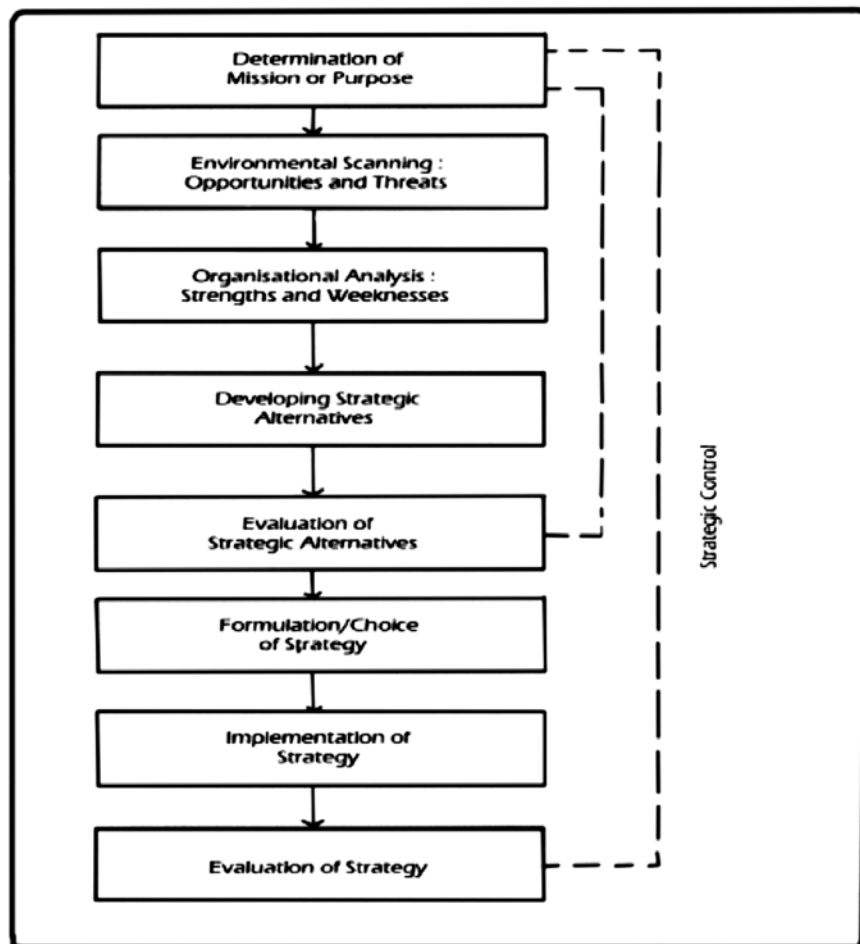 Determination of
Mission or Purpose
Environmental Scanning :
Opportunities and Threats
Organisational Analysis :
Strengths and Weeknesses
Developing Strategic
Alternatives
Evaluation of
Strategic Alternatives
Formulation/Choice
of Strategy
Implementation of
Strategy
Evaluation of Strategy
Strategic Control